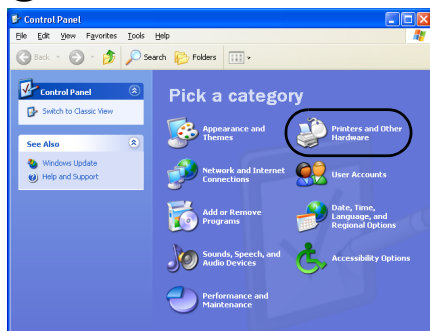 Control Panel
File Edit View Favorites Tools Help
Back Search Folders
Control Panel
Switch to Classic View
See Also
Windows Update
Help and Support
Pick a category
Appearance and
Themes
Printers and Other
Hardware
Network and Internet
Connections
User Accounts
Add or Remove
Programs
Date, Time,
Language, and
Regional Options
Sounds, Speech, and
Audio Devices
Accessibility Options
Performance and
Maintenance